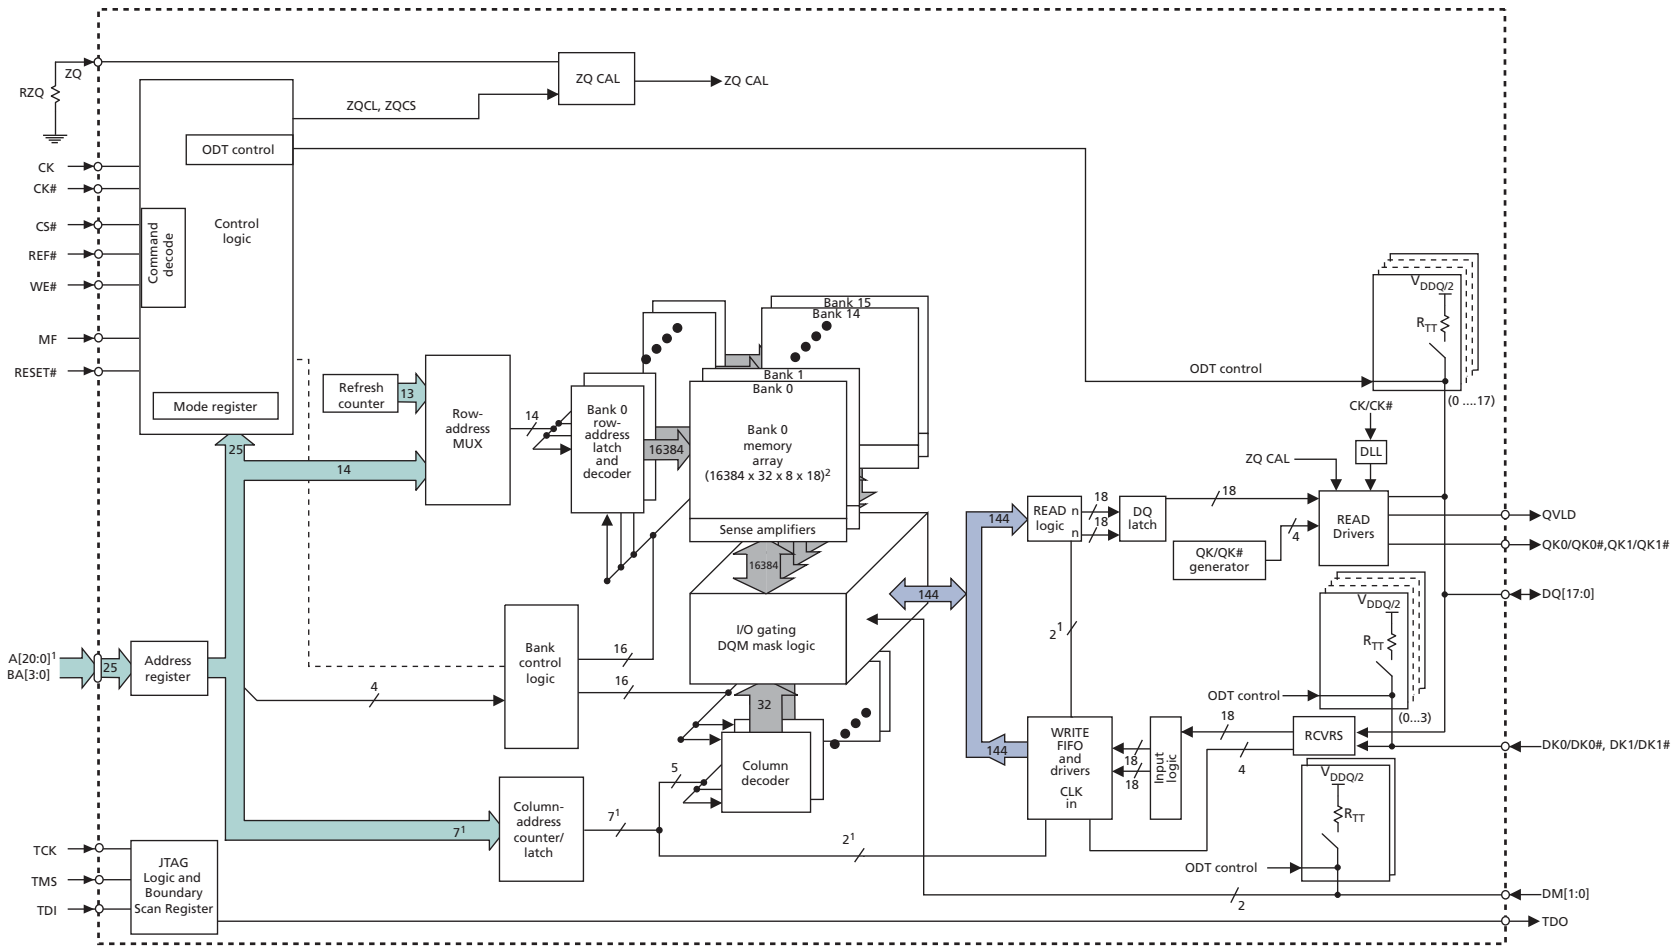 ZQ
RZQ
ZQ CAL
ZQ CAL
ZQCL, ZQCS
ODT control
CK
CK#
CS#
REF#
WE#
MF
RESET#
Command
decode
Control
logic
Mode register
Refresh
counter
13
Row-
address
MUX
14
25
14
Bank 0
row-
address
latch
and
decoder
16384
Bank 15
Bank 14
Bank 1
Bank 0
Bank 0
memory
array
(16384 x 32 x 8 x 18)2
Sense amplifiers
16384
I/O gating
DQM mask logic
32
Column
decoder
144
144
144
READ
logic
n
n
18
18
DQ
latch
18
QK/QK#
generator
4
ZQ CAL
CK/CK#
DLL
READ
Drivers
ODT control
VDDQ/2
RTT
(0 ....17)
QVLD
QK0/QK0#,QK1/QK1#
DQ[17:0]
VDDQ/2
RTT
ODT control
(0...3)
21
WRITE
FIFO
and
drivers
CLK
in
18
18
Input
logic
18
4
RCVRS
DK0/DK0#, DK1/DK1#
VDDQ/2
RTT
ODT control
DM[1:0]
2
TDO
A[20:0]1
BA[3:0]
25
Address
register
4
Bank
control
logic
16
16
5
71
Column-
address
counter/
latch
71
21
TCK
TMS
TDI
JTAG
Logic and
Boundary
Scan Register